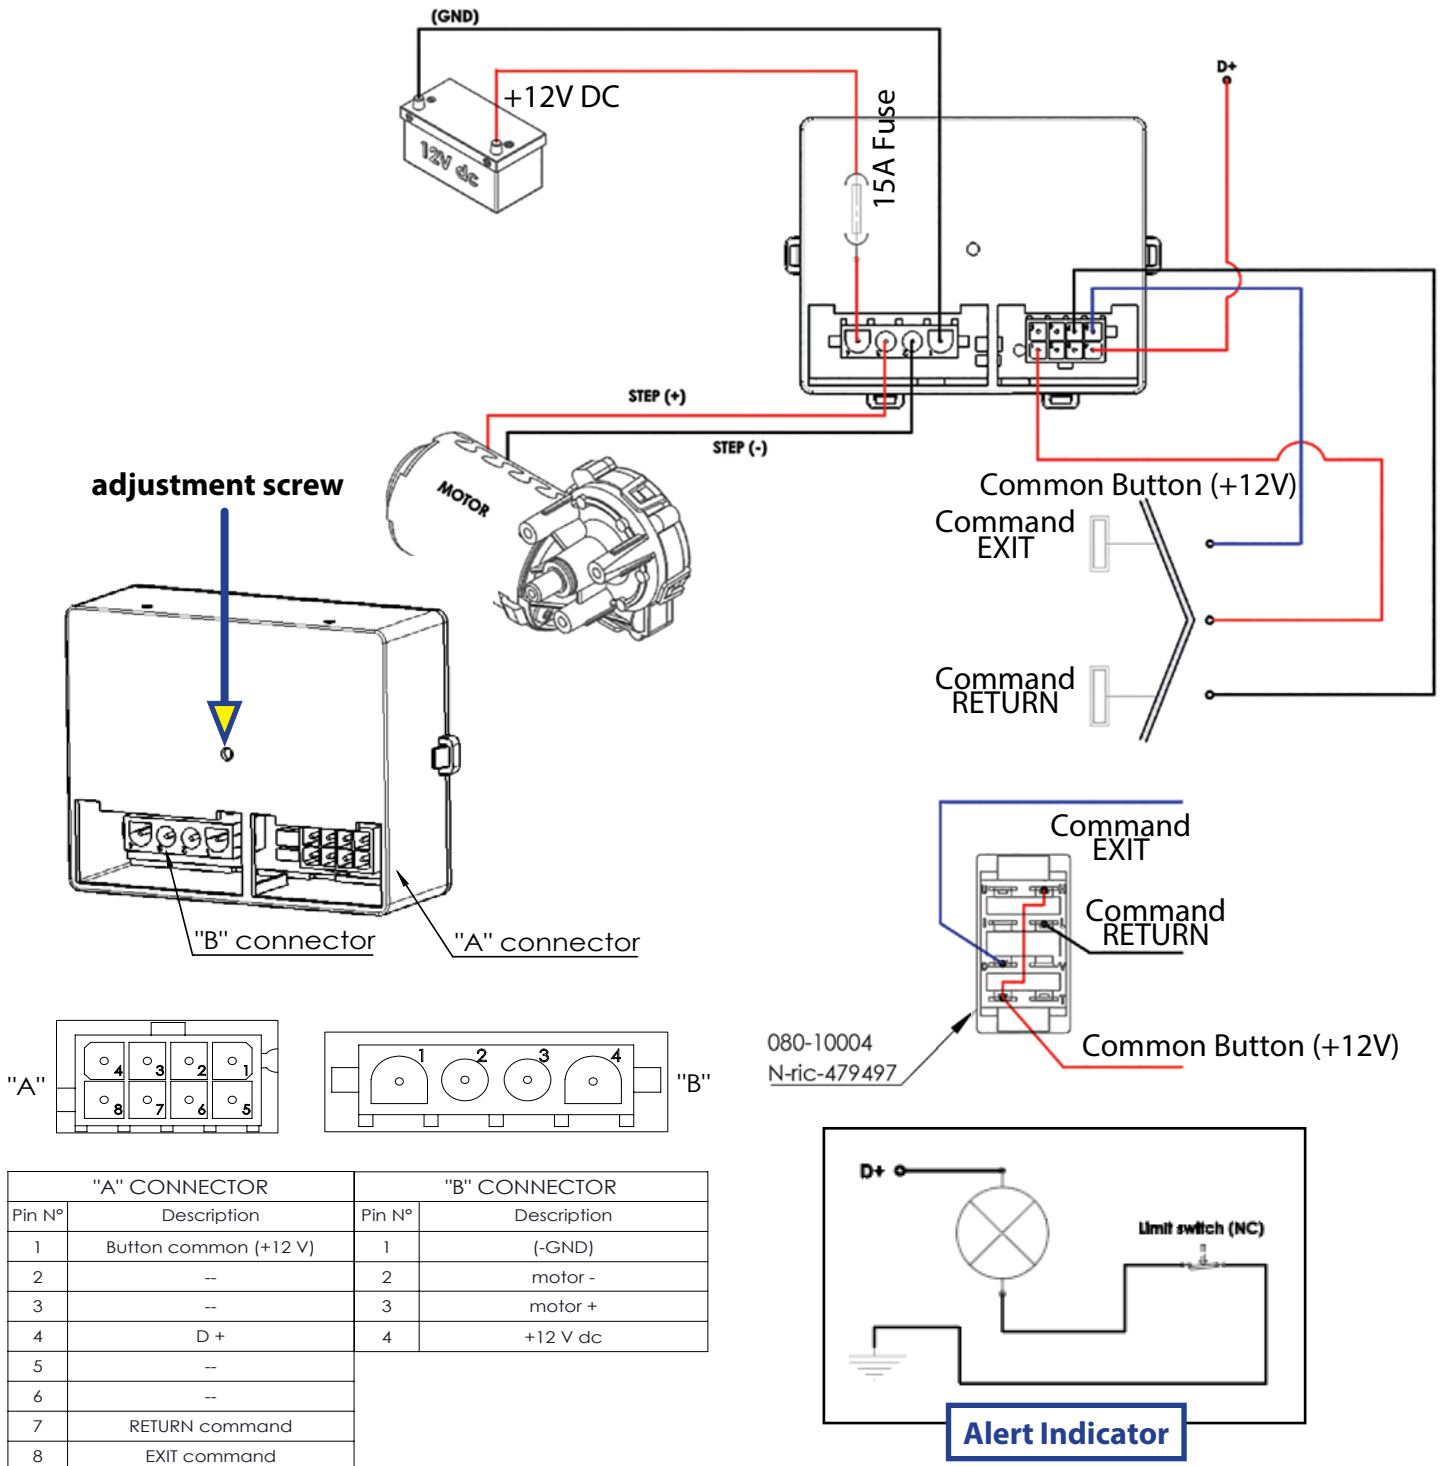 (GND)
+12V DC
12V dc
15A Fuse
D+
STEP (+)
STEP (-)
MOTOR
adjustment screw
Common Button (+12V)
Command
EXIT
Command
RETURN
"B" connector
"A" connector
Command
EXIT
Command
RETURN
080-10004
N-ric-479497
Common Button (+12V)
"A"
4 3 2 1
8 7 6 5
1 2 3 4
"B"
"A" CONNECTOR "B" CONNECTOR
Pin N° Description Pin N° Description
1 Button common (+12 V) 1 (-GND)
2 -- 2 motor -
3 -- 3 motor +
4 D + 4 +12 V dc
5 --
6 --
7 RETURN command
8 EXIT command
D+
Limit switch (NC)
Alert Indicator